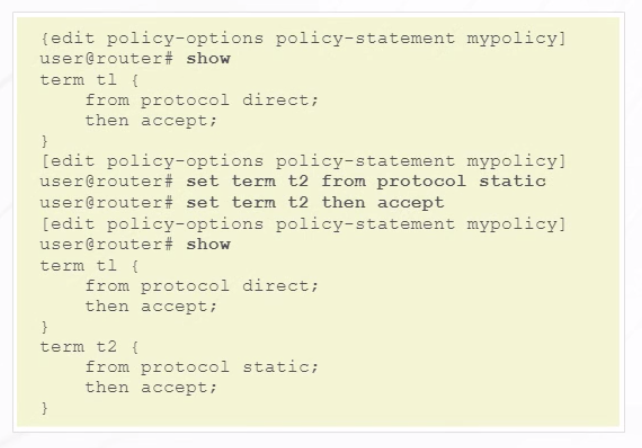 {edit policy-options policy-statement mypolicy]
user@router# show
term t1 {
    from protocol direct;
    then accept;
}
[edit policy-options policy-statement mypolicy]
user@router# set term t2 from protocol static
user@router# set term t2 then accept
[edit policy-options policy-statement mypolicy]
user@router# show
term t1 {
    from protocol direct;
    then accept;
}
term t2 {
    from protocol static;
    then accept;
}